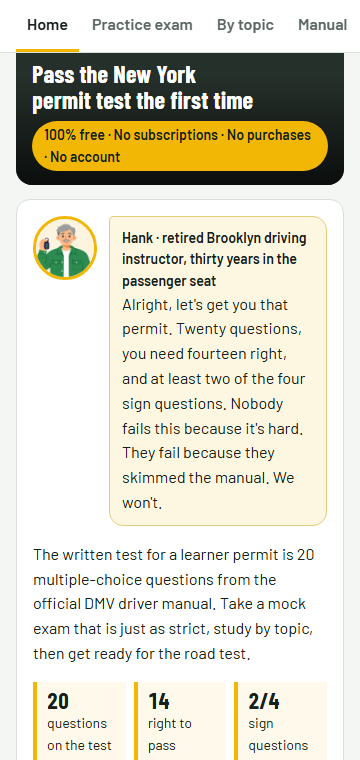 Home Practice exam By topic Manual
Pass the New York
permit test the first time
100% free · No subscriptions · No purchases
· No account
Hank · retired Brooklyn driving
instructor, thirty years in the
passenger seat
Alright, let's get you that
permit. Twenty questions,
you need fourteen right,
and at least two of the four
sign questions. Nobody
fails this because it's hard.
They fail because they
skimmed the manual. We
won't.
The written test for a learner permit is 20
multiple-choice questions from the
official DMV driver manual. Take a mock
exam that is just as strict, study by topic,
then get ready for the road test.
20 14 2/4
questions right to sign
on the test pass questions